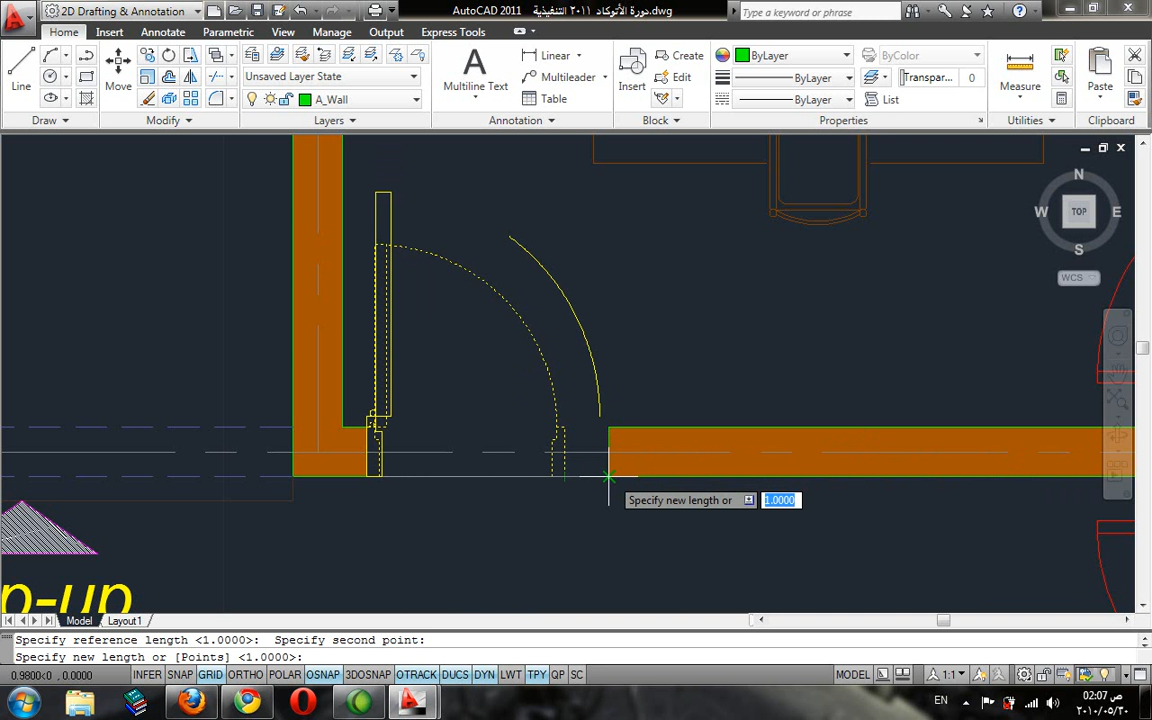 2D Drafting & Annotation
AutoCAD 2011 دورة الأتوكاد ٢٠١١ التنفيذية.dwg
Type a keyword or phrase
Home Insert Annotate Parametric View Manage Output Express Tools
Line
Move
Unsaved Layer State
A_Wall
Multiline Text
Linear
Multileader
Table
Insert
Create
Edit
ByLayer
ByLayer
ByLayer
ByColor
Transpar... 0
List
Measure
Paste
Draw Modify Layers Annotation Block Properties Utilities Clipboard
N
W TOP E
S
WCS
Specify new length or 1.0000
p-up
Model Layout1
Specify reference length <1.0000>: Specify second point:
Specify new length or [Points] <1.0000>:
0.9800<0 , 0.0000
INFER SNAP GRID ORTHO POLAR OSNAP 3DOSNAP OTRACK DUCS DYN LWT TPY QP SC
MODEL
1:1
EN
02:07 ص
٢٠١٠/٠٥/٢٠